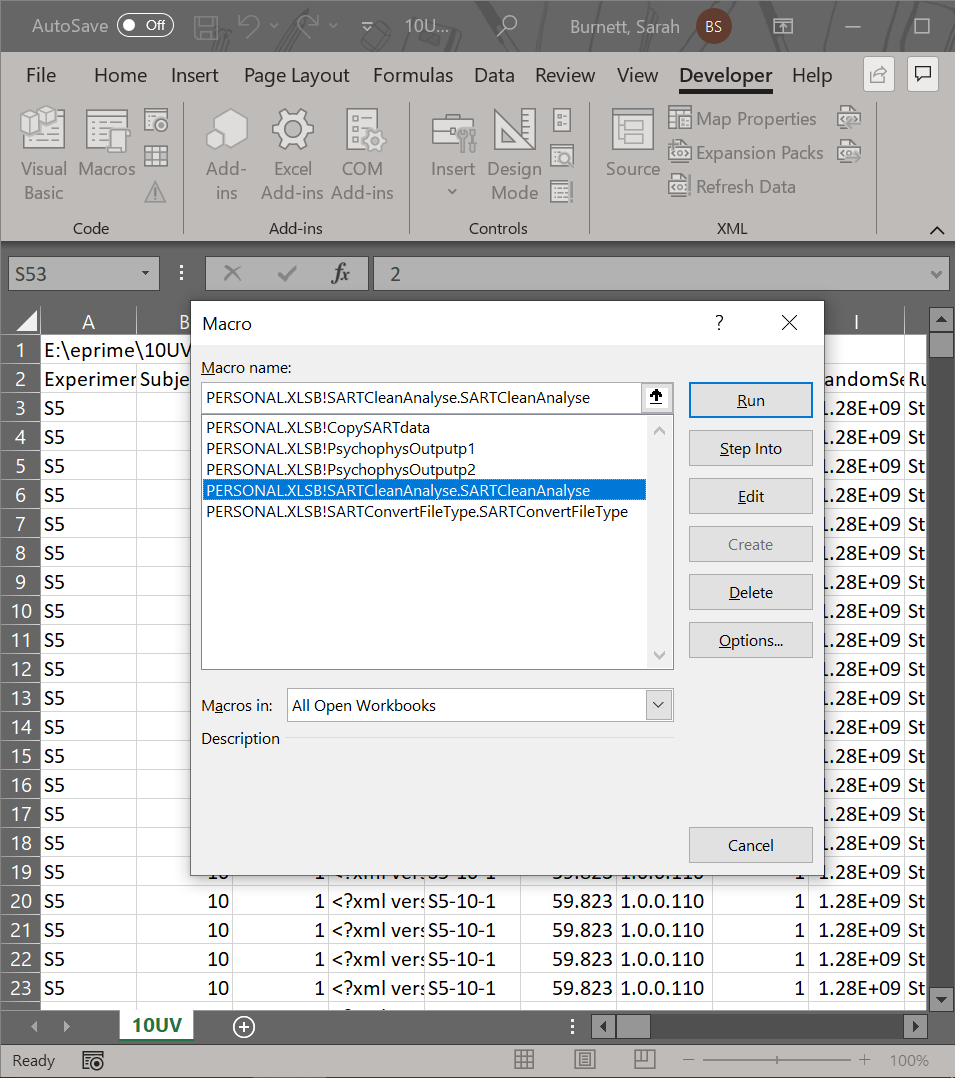 AutoSave Off 10U... Burnett, Sarah BS
File Home Insert Page Layout Formulas Data Review View Developer Help
Visual Basic
Macros
Code
Add-ins
Excel Add-ins
COM Add-ins
Add-ins
Insert
Design Mode
Controls
Source
Map Properties
Expansion Packs
Refresh Data
XML
S53 fx 2
A B I
1 E:\eprime\10UV
2 Experimer Subje andomSe Ru
3 S5 1.28E+09 St
4 S5 1.28E+09 St
5 S5 1.28E+09 St
6 S5 1.28E+09 St
7 S5 1.28E+09 St
8 S5 1.28E+09 St
9 S5 1.28E+09 St
10 S5 1.28E+09 St
11 S5 1.28E+09 St
12 S5 1.28E+09 St
13 S5 1.28E+09 St
14 S5 1.28E+09 St
15 S5 1.28E+09 St
16 S5 1.28E+09 St
17 S5 1.28E+09 St
18 S5 1.28E+09 St
19 S5 10 1 <?xml vers S5-10-1 59.823 1.0.0.110 1 1.28E+09 St
20 S5 10 1 <?xml vers S5-10-1 59.823 1.0.0.110 1 1.28E+09 St
21 S5 10 1 <?xml vers S5-10-1 59.823 1.0.0.110 1 1.28E+09 St
22 S5 10 1 <?xml vers S5-10-1 59.823 1.0.0.110 1 1.28E+09 St
23 S5 10 1 <?xml vers S5-10-1 59.823 1.0.0.110 1 1.28E+09 St
Macro ?
Macro name:
PERSONAL.XLSB!SARTCleanAnalyse.SARTCleanAnalyse
PERSONAL.XLSB!CopySARTdata
PERSONAL.XLSB!PsychophysOutputp1
PERSONAL.XLSB!PsychophysOutputp2
PERSONAL.XLSB!SARTCleanAnalyse.SARTCleanAnalyse
PERSONAL.XLSB!SARTConvertFileType.SARTConvertFileType
Run
Step Into
Edit
Create
Delete
Options...
Macros in: All Open Workbooks
Description
Cancel
10UV
Ready 100%